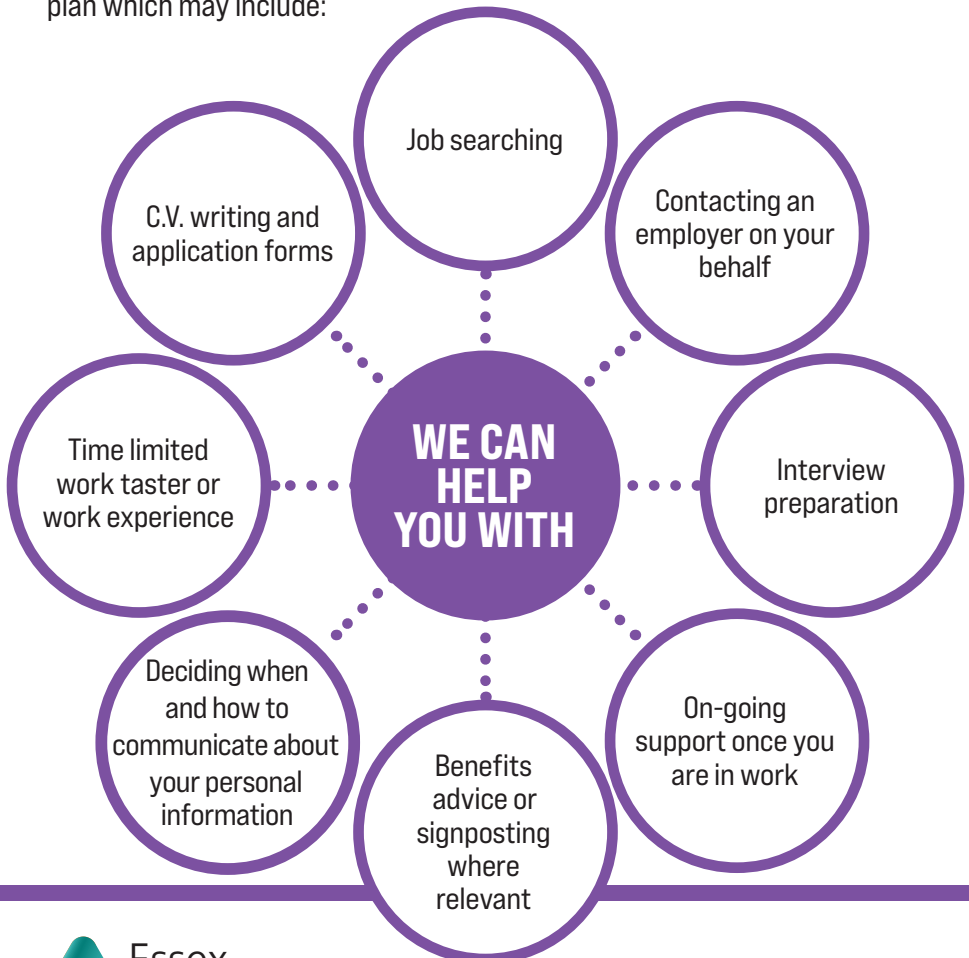 plan which may include:
Job searching
C.V. writing and
application forms
Contacting an
employer on your
behalf
Time limited
work taster or
work experience
WE CAN
HELP
YOU WITH
Interview
preparation
Deciding when
and how to
communicate about
your personal
information
Benefits
advice or
signposting
where
relevant
On-going
support once you
are in work
Essex